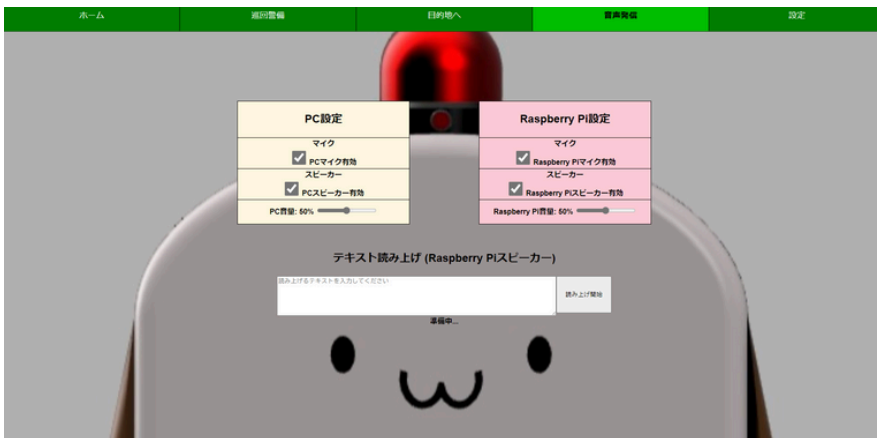 ホーム
巡回警備
目的地へ
音声発信
設定
PC設定
マイク
PCマイク有効
スピーカー
PCスピーカー有効
PC音量: 50%
Raspberry Pi設定
マイク
Raspberry Piマイク有効
スピーカー
Raspberry Piスピーカー有効
Raspberry Pi音量: 50%
テキスト読み上げ (Raspberry Piスピーカー)
読み上げるテキストを入力してください
読み上げ開始
準備中...